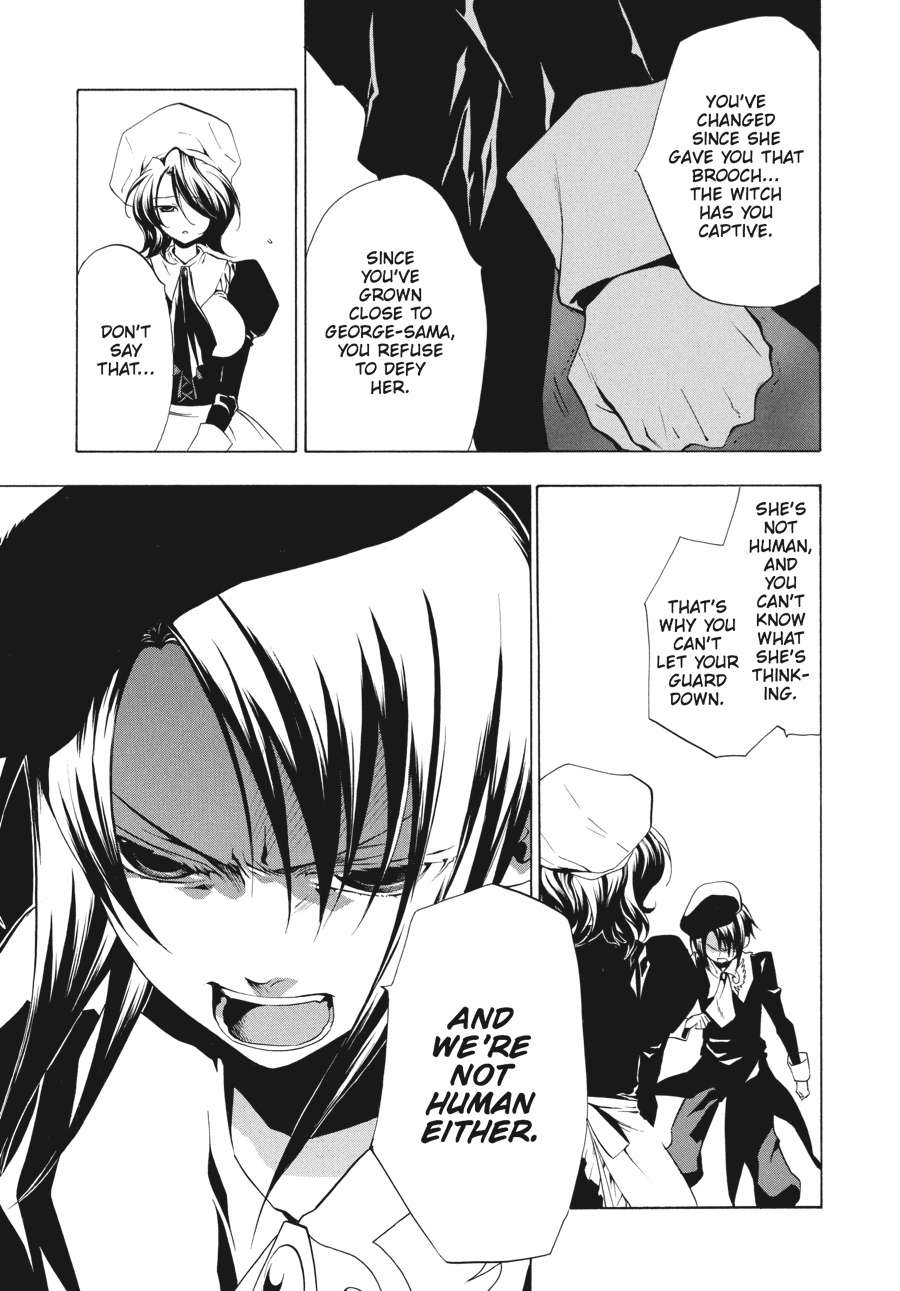 YOU'VE
CHANGED
SINCE SHE
GAVE YOU THAT
BROOCH...
THE WITCH
HAS YOU
CAPTIVE.
SINCE
YOU'VE
GROWN
CLOSE TO
GEORGE-SAMA,
YOU REFUSE
TO DEFY
HER.
DON'T
SAY
THAT...
SHE'S
NOT
HUMAN,
AND
YOU
CAN'T
KNOW
WHAT
SHE'S
THINK-
ING.
THAT'S
WHY YOU
CAN'T
LET YOUR
GUARD
DOWN.
AND
WE'RE
NOT
HUMAN
EITHER.